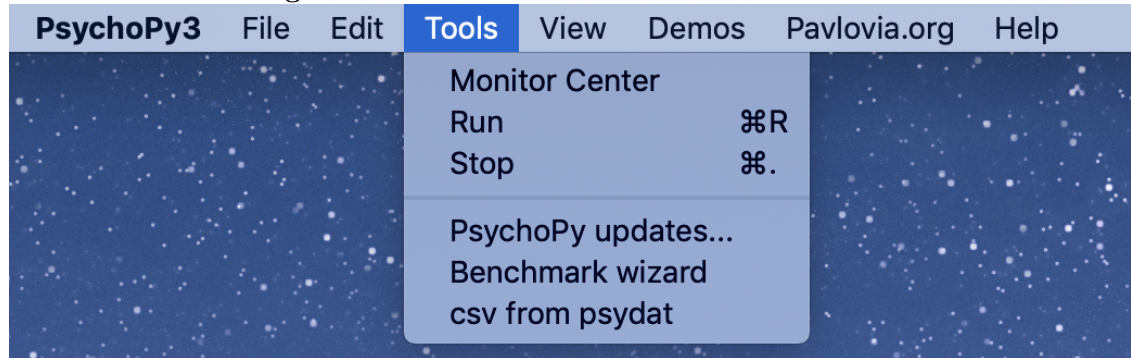 PsychoPy3 File Edit Tools View Demos Pavlovia.org Help
Monitor Center
Run ⌘R
Stop ⌘.
PsychoPy updates...
Benchmark wizard
csv from psydat